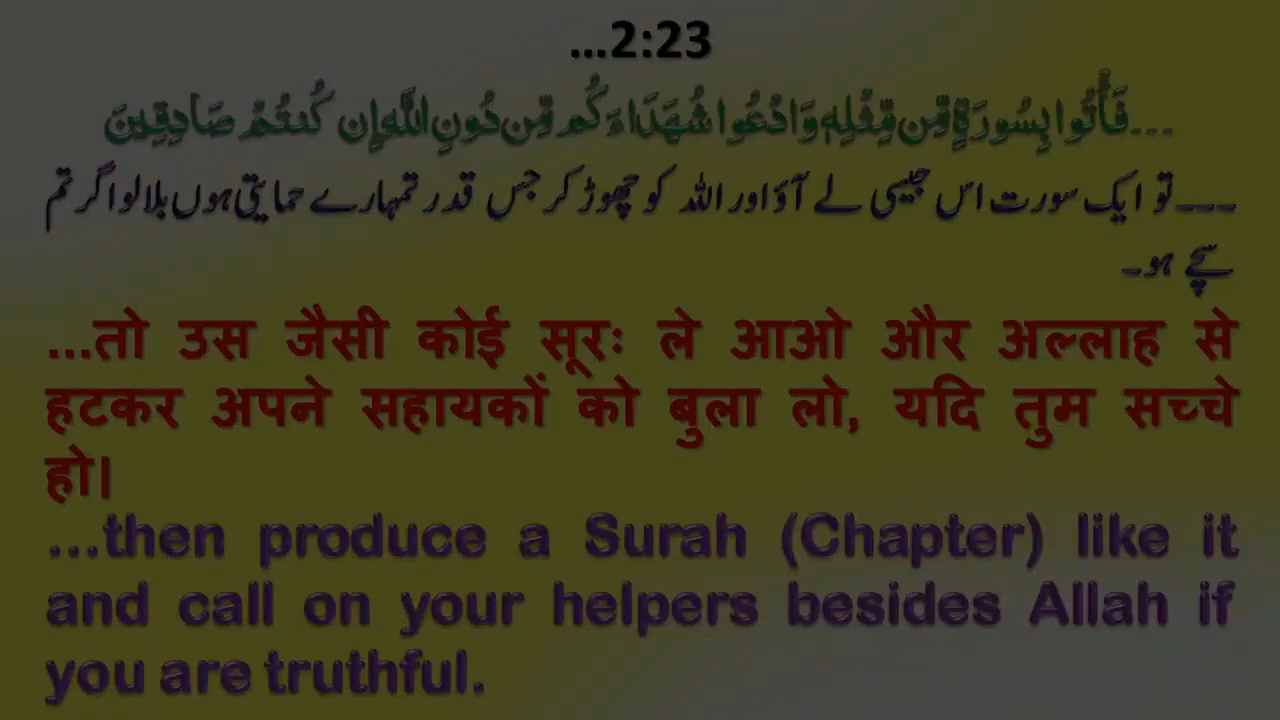 ...2:23
...فَأْتُوا بِسُورَةٍ مِّن مِّثْلِهِ وَادْعُوا شُهَدَاءَكُم مِّن دُونِ اللَّهِ إِن كُنتُمْ صَادِقِينَ
۔۔۔تو ایک سورت اس جیسی لے آؤ اور اللہ کو چھوڑ کر جس قدر تمہارے حمایتی ہوں بلا لو اگر تم
سچے ہو۔
...तो उस जैसी कोई सूरः ले आओ और अल्लाह से
हटकर अपने सहायकों को बुला लो, यदि तुम सच्चे
हो।
...then produce a Surah (Chapter) like it
and call on your helpers besides Allah if
you are truthful.